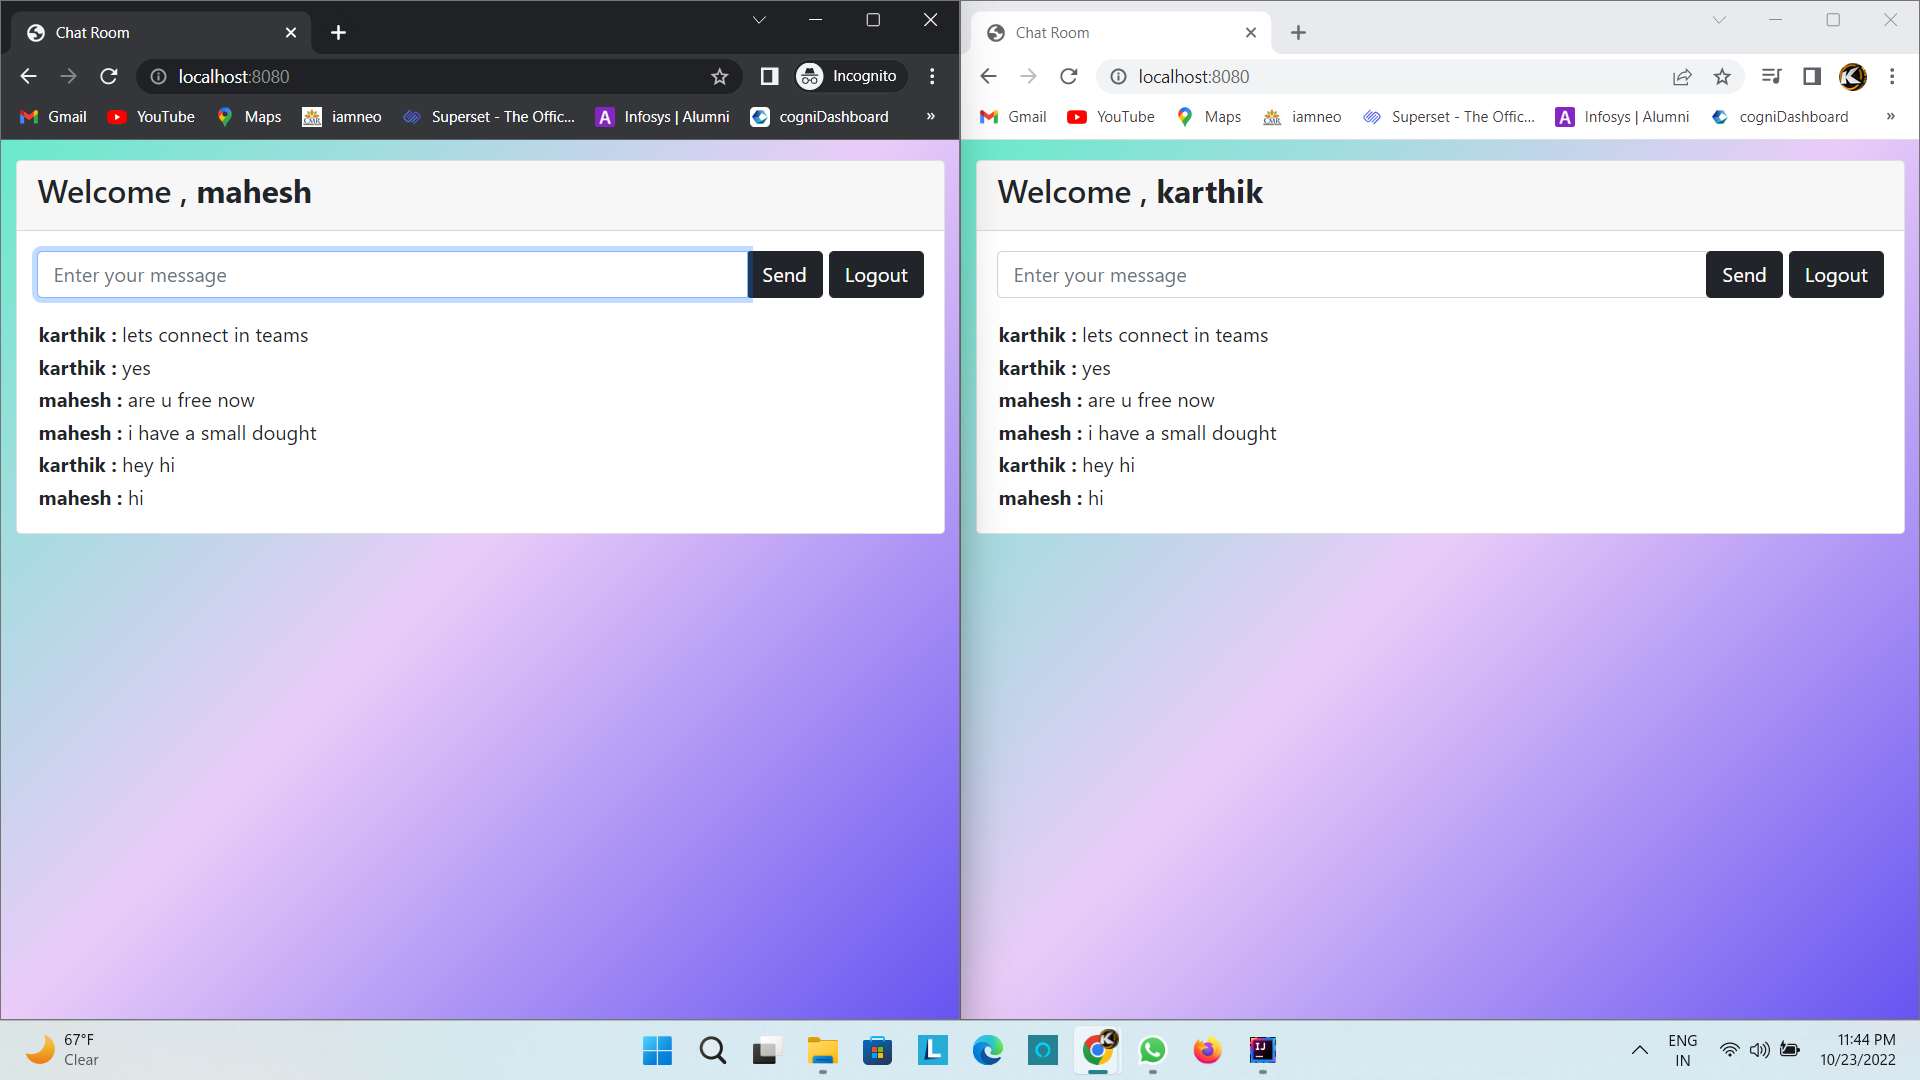 Chat Room
localhost:8080
Incognito
Gmail YouTube Maps iamneo Superset - The Offic... Infosys | Alumni cogniDashboard »
Welcome , mahesh
Enter your message Send Logout
karthik : lets connect in teams
karthik : yes
mahesh : are u free now
mahesh : i have a small dought
karthik : hey hi
mahesh : hi
Chat Room
localhost:8080
Gmail YouTube Maps iamneo Superset - The Offic... Infosys | Alumni cogniDashboard »
Welcome , karthik
Enter your message Send Logout
karthik : lets connect in teams
karthik : yes
mahesh : are u free now
mahesh : i have a small dought
karthik : hey hi
mahesh : hi
67°F
Clear
ENG
IN
11:44 PM
10/23/2022